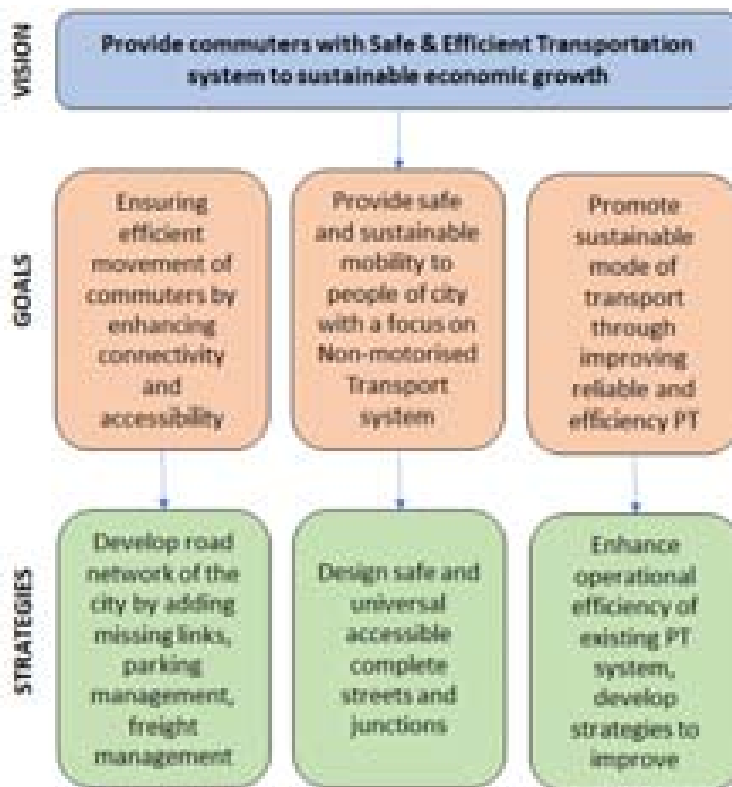 VISION
Provide commuters with Safe & Efficient Transportation
system to sustainable economic growth
GOALS
Ensuring
efficient
movement of
commuters by
enhancing
connectivity
and
accessibility
Provide safe
and sustainable
mobility to
people of city
with a focus on
Non-motorised
Transport
system
Promote
sustainable
mode of
transport
through
improving
reliable and
efficiency PT
STRATEGIES
Develop road
network of the
city by adding
missing links,
parking
management,
freight
management
Design safe and
universal
accessible
complete
streets and
junctions
Enhance
operational
efficiency of
existing PT
system,
develop
strategies to
improve